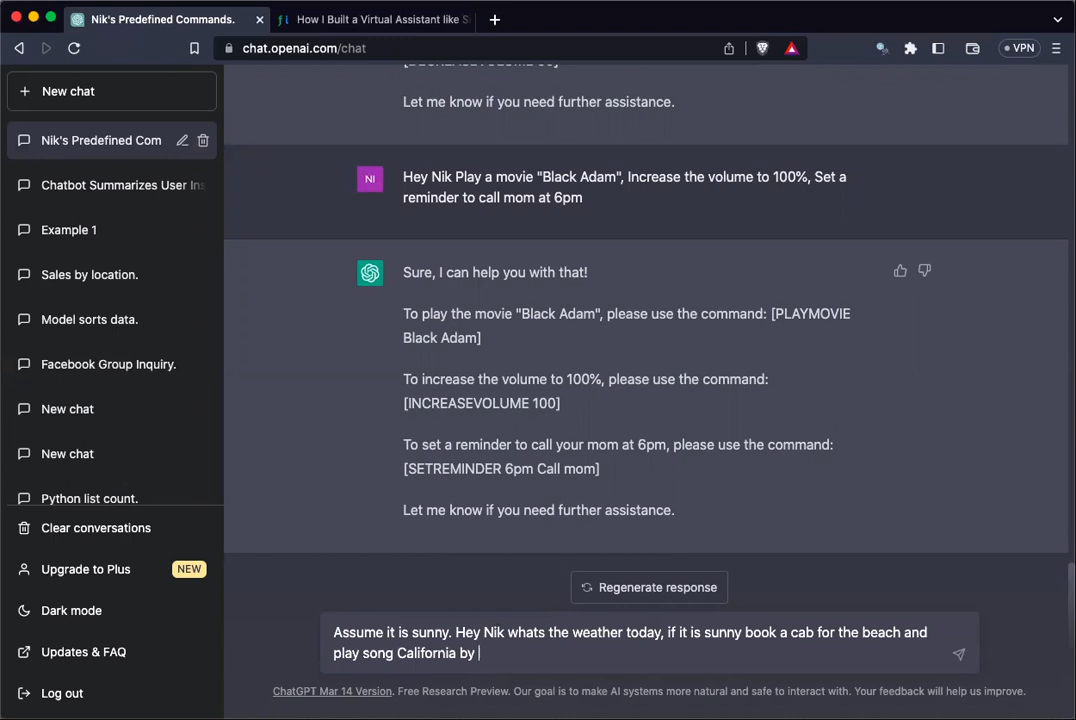 Nik's Predefined Commands.
How I Built a Virtual Assistant like S
chat.openai.com/chat
VPN
New chat
Let me know if you need further assistance.
Nik's Predefined Com
NI
Hey Nik Play a movie "Black Adam", Increase the volume to 100%, Set a
reminder to call mom at 6pm
Chatbot Summarizes User Ins
Example 1
Sales by location.
Model sorts data.
Facebook Group Inquiry.
New chat
New chat
Python list count.
Sure, I can help you with that!
To play the movie "Black Adam", please use the command: [PLAYMOVIE
Black Adam]
To increase the volume to 100%, please use the command:
[INCREASEVOLUME 100]
To set a reminder to call your mom at 6pm, please use the command:
[SETREMINDER 6pm Call mom]
Let me know if you need further assistance.
Clear conversations
Upgrade to Plus NEW
Dark mode
Updates & FAQ
Log out
Regenerate response
Assume it is sunny. Hey Nik whats the weather today, if it is sunny book a cab for the beach and
play song California by
ChatGPT Mar 14 Version. Free Research Preview. Our goal is to make AI systems more natural and safe to interact with. Your feedback will help us improve.